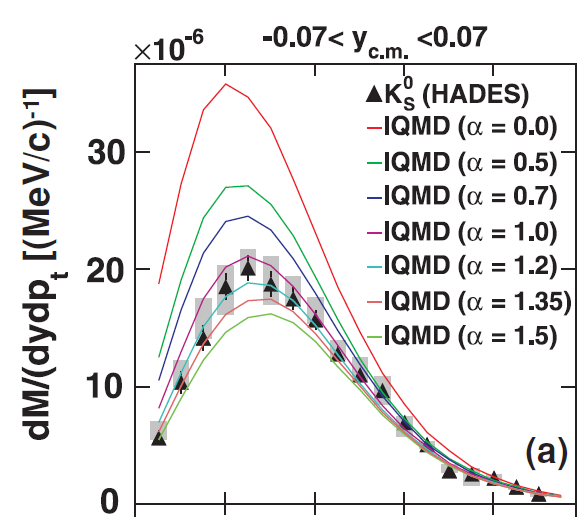 ×10⁻⁶
-0.07< y_c.m. <0.07
dM/(dydp_t [(MeV/c)⁻¹]
30
20
10
0
▲K⁰_S (HADES)
IQMD (α = 0.0)
IQMD (α = 0.5)
IQMD (α = 0.7)
IQMD (α = 1.0)
IQMD (α = 1.2)
IQMD (α = 1.35)
IQMD (α = 1.5)
(a)